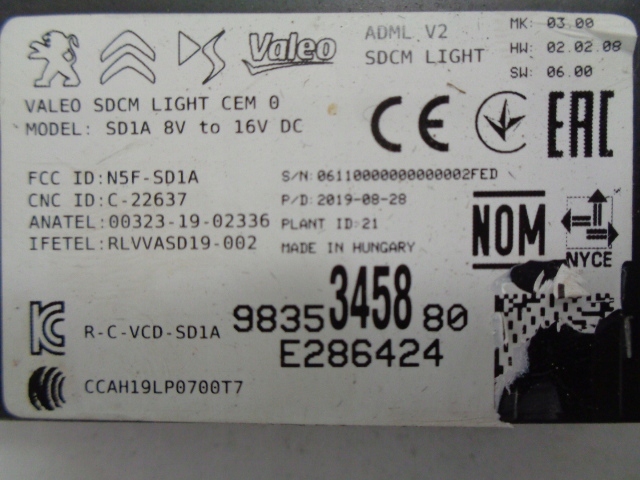 DS Valeo
ADML V2
SDCM LIGHT
MK: 03.00
HW: 02.02.08
SW: 06.00
VALEO SDCM LIGHT CEM 0
MODEL: SD1A 8V to 16V DC
CE
EAC
FCC ID:N5F-SD1A
CNC ID:C-22637
ANATEL:00323-19-02336
IFETEL:RLVVASD19-002
S/N:06110000000000002FED
P/D:2019-08-28
PLANT ID:21
MADE IN HUNGARY
NOM
NYCE
R-C-VCD-SD1A
98353458 80
E286424
CCAH19LP0700T7